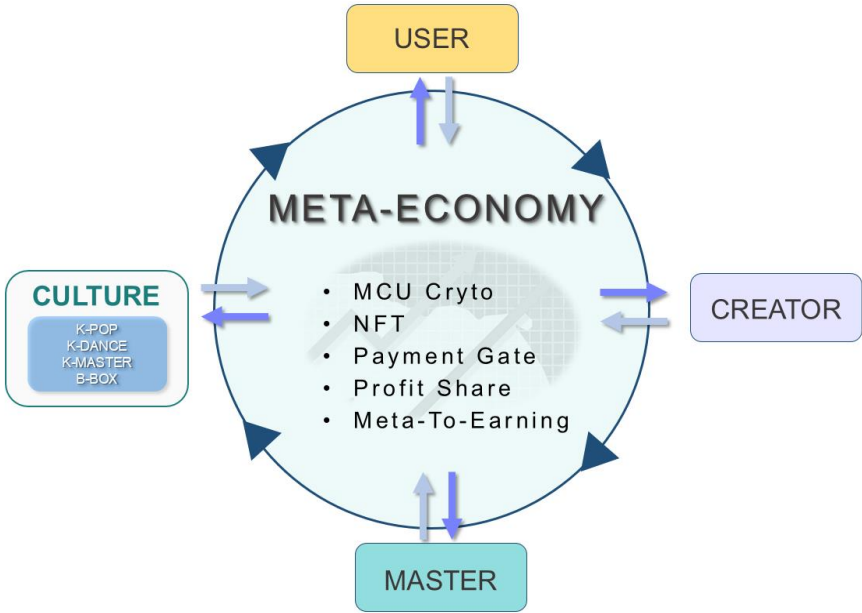 USER
META-ECONOMY
• MCU Cryto
• NFT
• Payment Gate
• Profit Share
• Meta-To-Earning
CULTURE
K-POP
K-DANCE
K-MASTER
B-BOX
CREATOR
MASTER